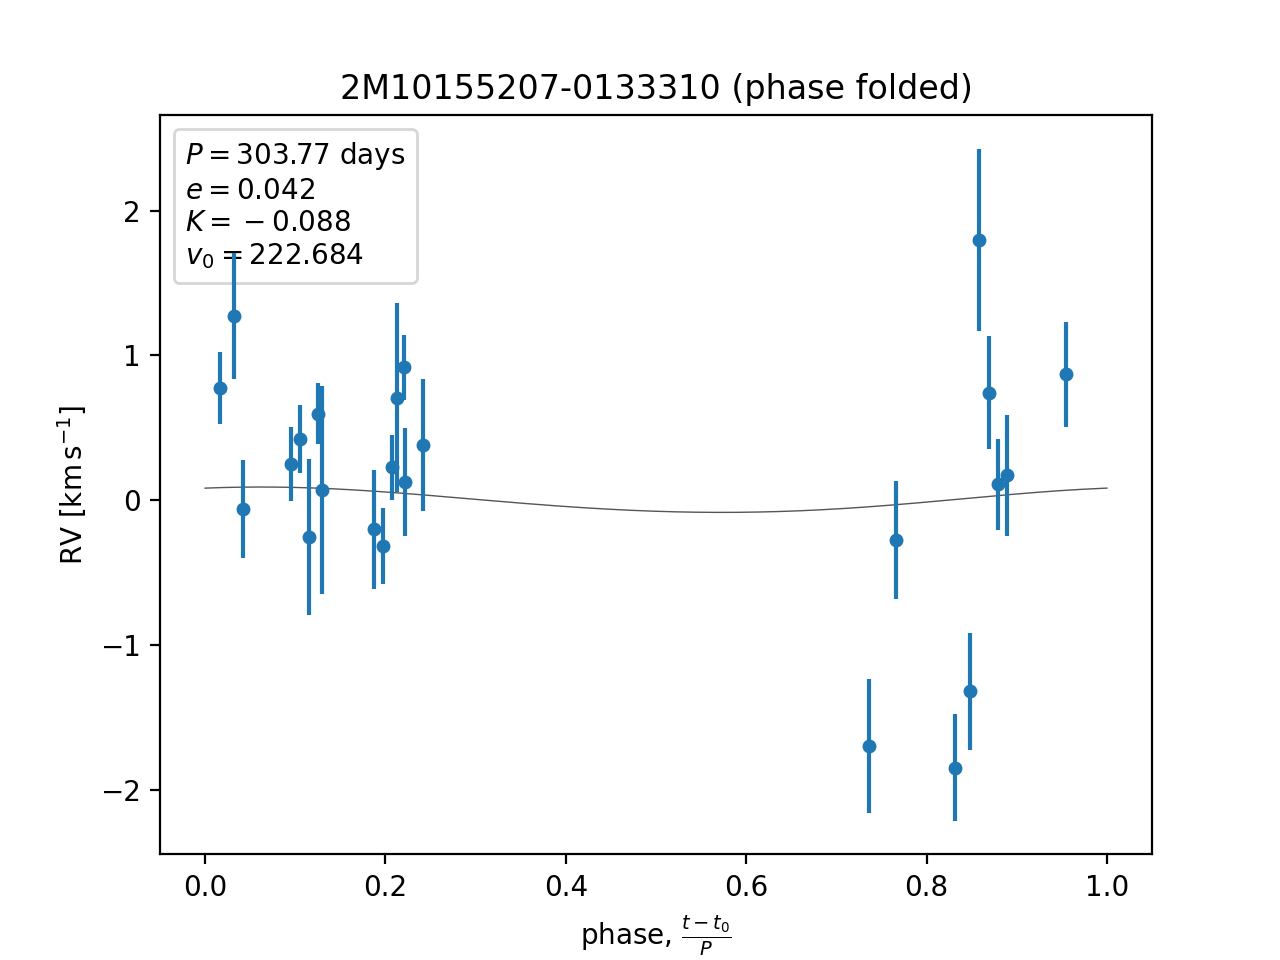 2M10155207-0133310 (phase folded)
P = 303.77 days
e = 0.042
K = −0.088
v₀ = 222.684
RV [km s⁻¹]
2
1
0
−1
−2
0.0 0.2 0.4 0.6 0.8 1.0
phase, (t − t₀)/P